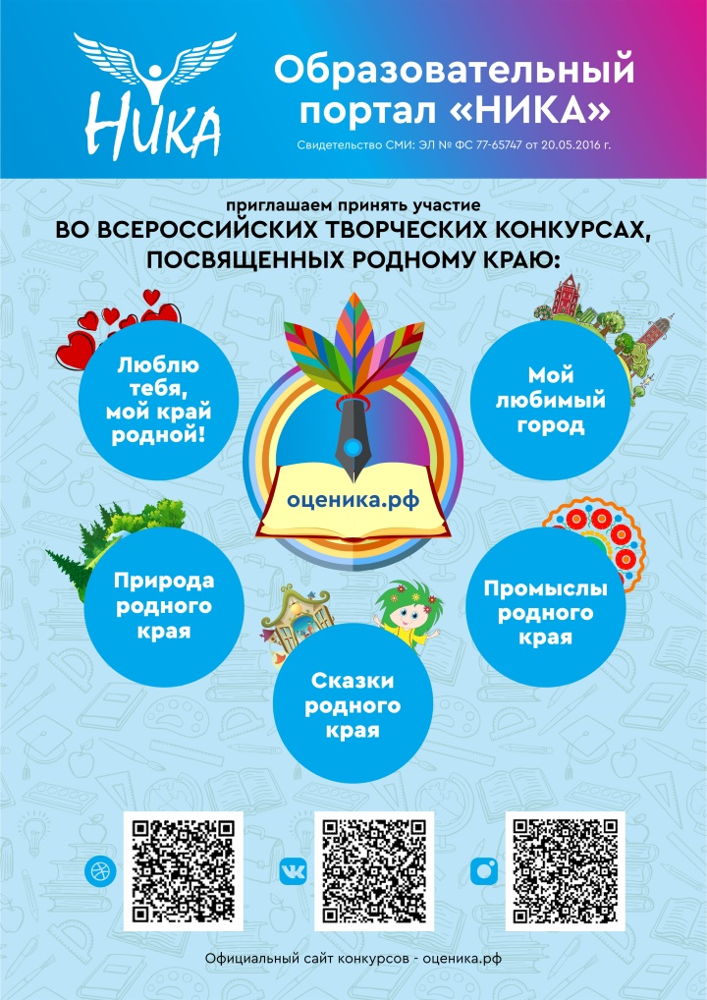 НИКА
Образовательный
портал «НИКА»
Свидетельство СМИ: ЭЛ № ФС 77-65747 от 20.05.2016 г.
приглашаем принять участие
ВО ВСЕРОССИЙСКИХ ТВОРЧЕСКИХ КОНКУРСАХ,
ПОСВЯЩЕННЫХ РОДНОМУ КРАЮ:
Люблю
тебя,
мой край
родной!
Мой
любимый
город
оценика.рф
Природа
родного
края
Промыслы
родного
края
Сказки
родного
края
Официальный сайт конкурсов - оценика.рф